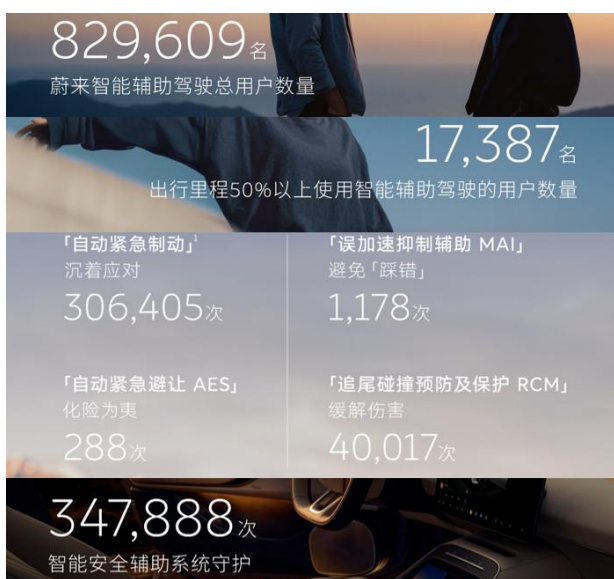 829,609名
蔚来智能辅助驾驶总用户数量
17,387名
出行里程50%以上使用智能辅助驾驶的用户数量
「自动紧急制动」¹
沉着应对
306,405次
「误加速抑制辅助 MAI」
避免「踩错」
1,178次
「自动紧急避让 AES」
化险为夷
288次
「追尾碰撞预防及保护 RCM」
缓解伤害
40,017次
347,888次
智能安全辅助系统守护